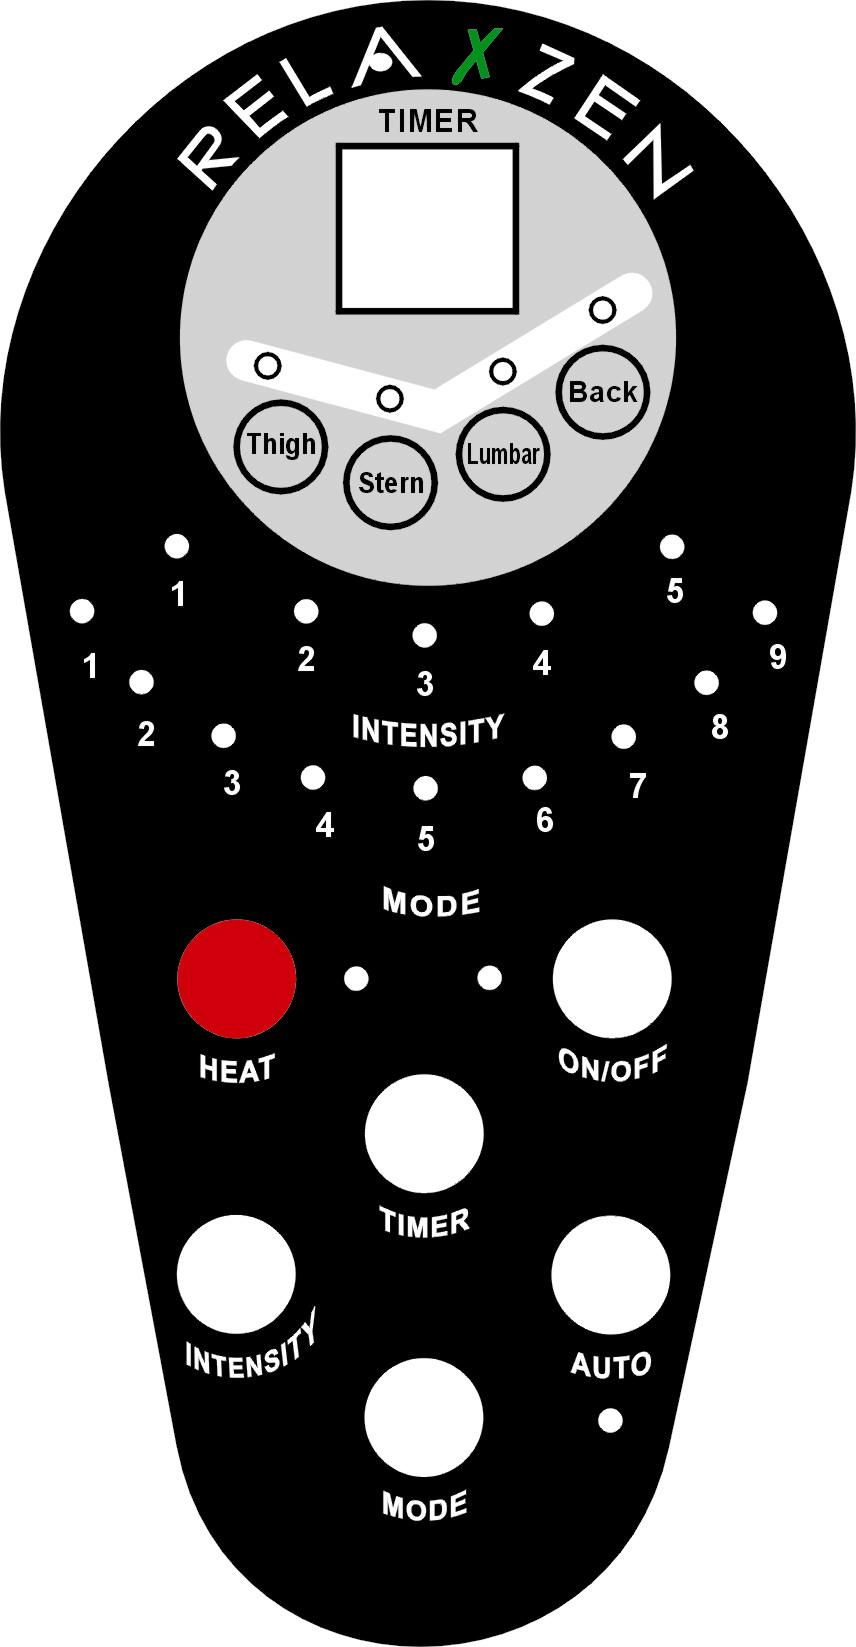 RELAXZEN
TIMER
Thigh Stern Lumbar Back
1 2 3 4 5
INTENSITY
1 2 3 4 5 6 7 8 9
MODE
HEAT
ON/OFF
TIMER
INTENSITY
AUTO
MODE